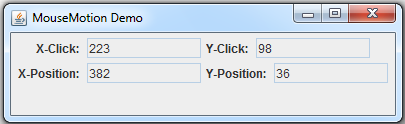 MouseMotion Demo
X-Click: 223 Y-Click: 98
X-Position: 382 Y-Position: 36